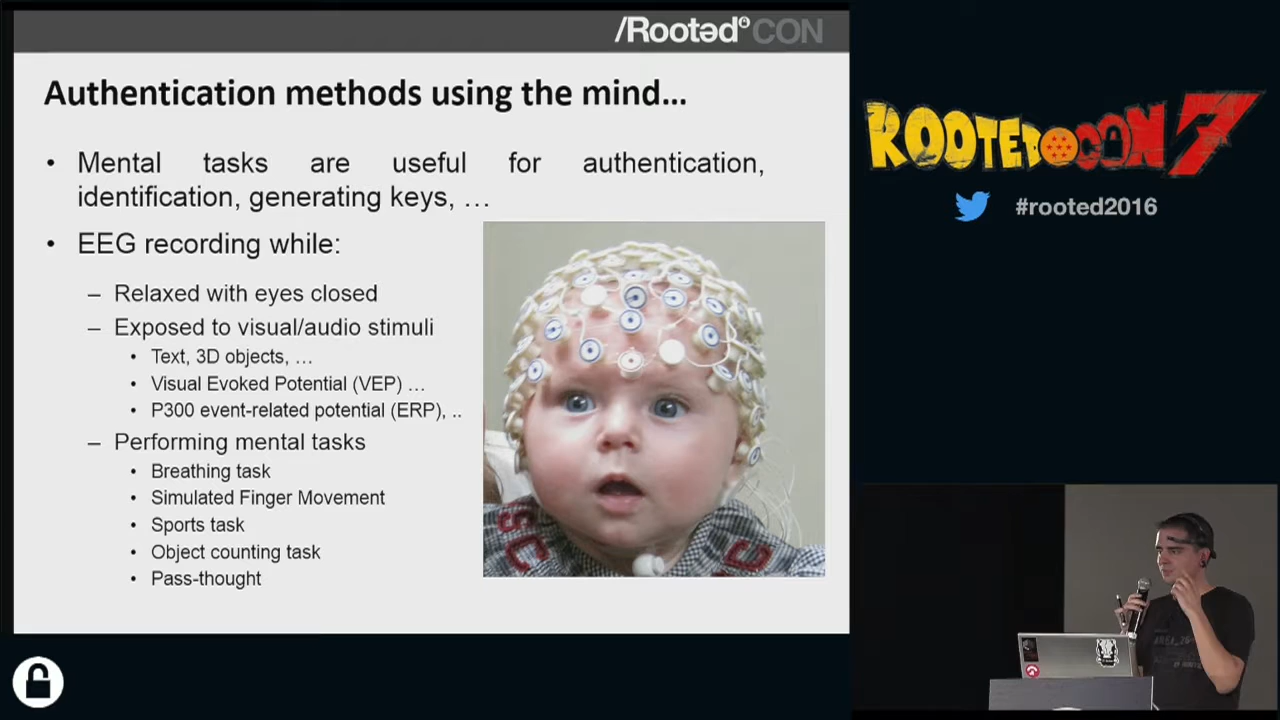 /Rootəd CON
Authentication methods using the mind...
• Mental tasks are useful for authentication,
identification, generating keys, …
• EEG recording while:
– Relaxed with eyes closed
– Exposed to visual/audio stimuli
• Text, 3D objects, …
• Visual Evoked Potential (VEP) …
• P300 event-related potential (ERP), ..
– Performing mental tasks
• Breathing task
• Simulated Finger Movement
• Sports task
• Object counting task
• Pass-thought
SC
ROOTED CON 7
#rooted2016